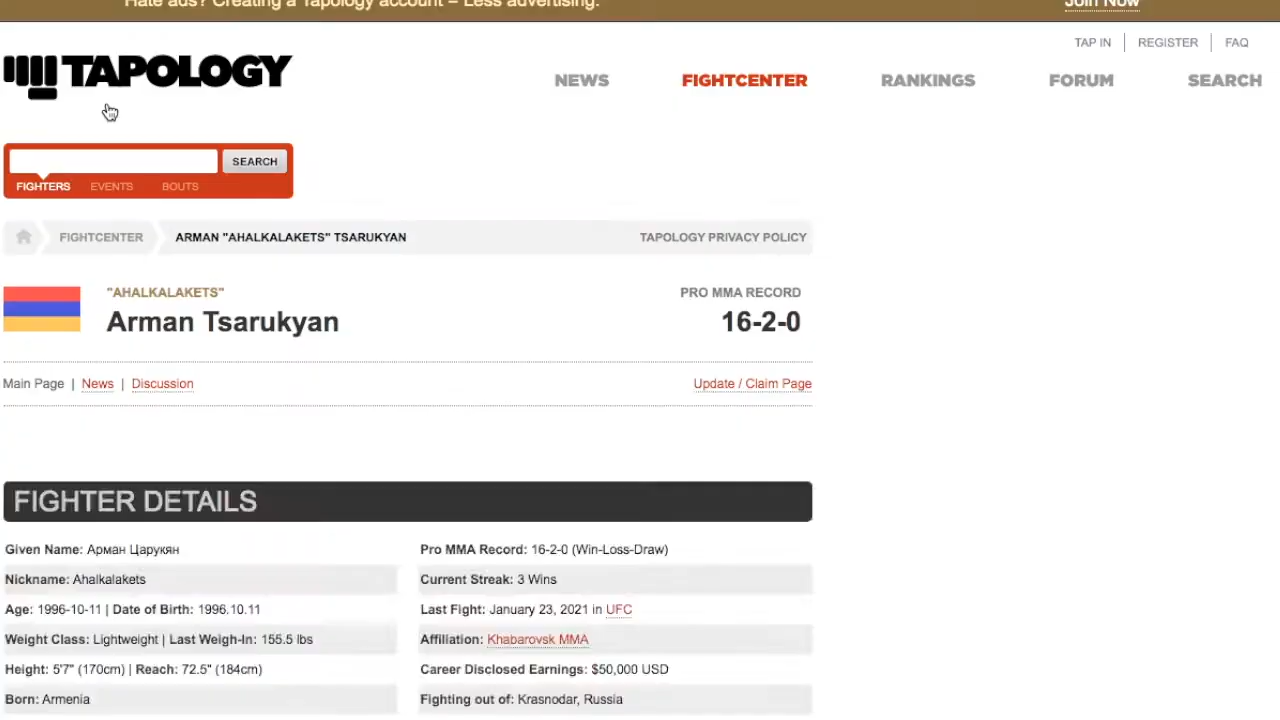 Hate ads? Creating a Tapology account = Less advertising. Join Now
TAP IN | REGISTER | FAQ
TAPOLOGY
NEWS FIGHTCENTER RANKINGS FORUM SEARCH
SEARCH
FIGHTERS EVENTS BOUTS
FIGHTCENTER ARMAN "AHALKALAKETS" TSARUKYAN TAPOLOGY PRIVACY POLICY
"AHALKALAKETS" PRO MMA RECORD
Arman Tsarukyan 16-2-0
Main Page | News | Discussion Update / Claim Page
FIGHTER DETAILS
Given Name: Арман Царукян Pro MMA Record: 16-2-0 (Win-Loss-Draw)
Nickname: Ahalkalakets Current Streak: 3 Wins
Age: 1996-10-11 | Date of Birth: 1996.10.11 Last Fight: January 23, 2021 in UFC
Weight Class: Lightweight | Last Weigh-In: 155.5 lbs Affiliation: Khabarovsk MMA
Height: 5'7" (170cm) | Reach: 72.5" (184cm) Career Disclosed Earnings: $50,000 USD
Born: Armenia Fighting out of: Krasnodar, Russia